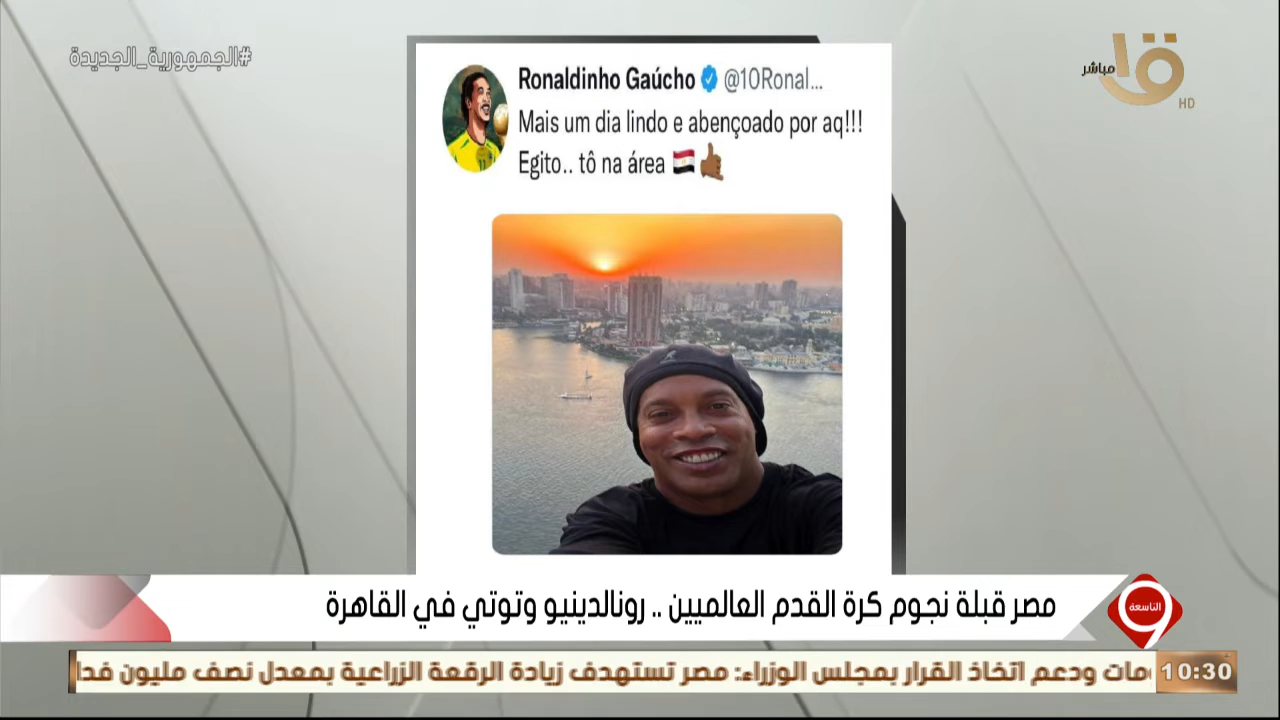 #الجمهورية_الجديدة
مباشر
HD
Ronaldinho Gaúcho @10Ronal...
Mais um dia lindo e abençoado por aq!!!
Egito.. tô na área 🇪🇬🤙🏾
مصر قبلة نجوم كرة القدم العالميين .. رونالدينيو وتوتي في القاهرة
التاسعة
9
ودعم اتخاذ القرار بمجلس الوزراء: مصر تستهدف زيادة الرقعة الزراعية بمعدل نصف مليون
10:30